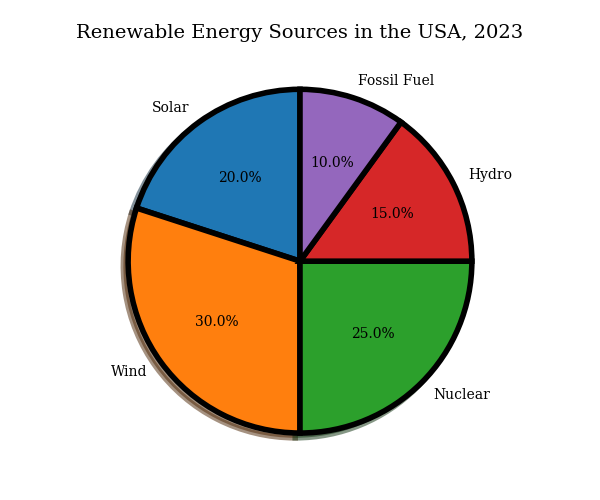 Renewable Energy Sources in the USA, 2023
Fossil Fuel
Solar
10.0%
20.0%
Hydro
15.0%
30.0%
25.0%
Wind
Nuclear